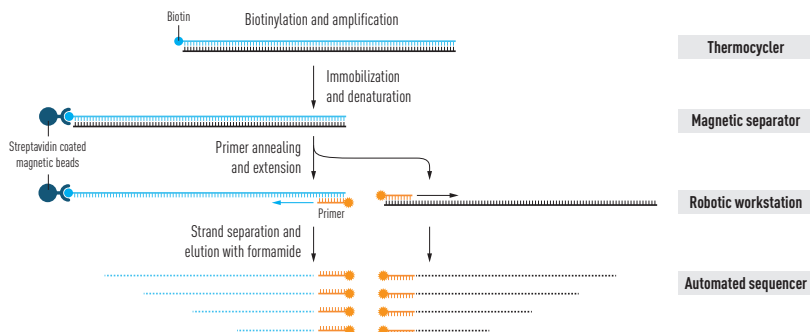 Biotin
Biotinylation and amplification
Thermocycler
Immobilization
and denaturation
Magnetic separator
Streptavidin coated
magnetic beads
Primer annealing
and extension
Primer
Robotic workstation
Strand separation and
elution with formamide
Automated sequencer